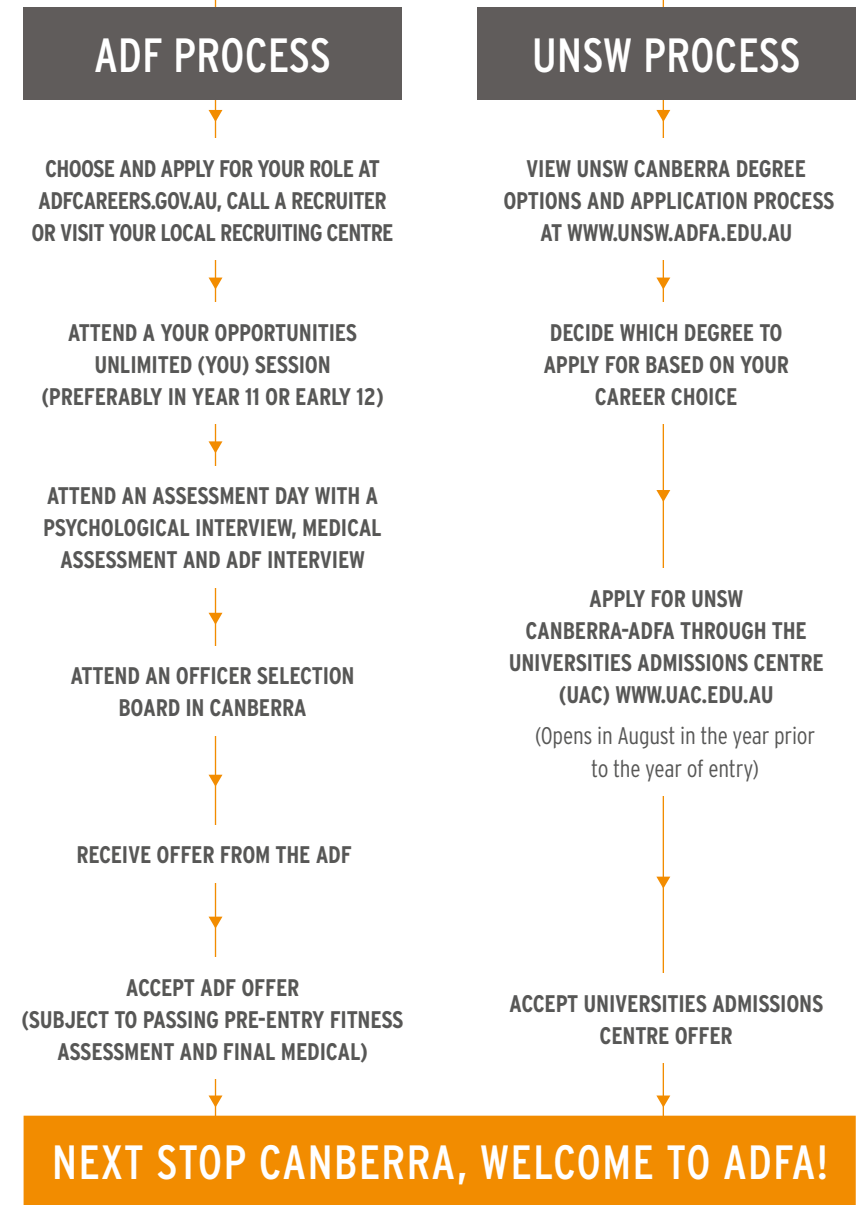 ADF PROCESS
CHOOSE AND APPLY FOR YOUR ROLE AT
ADFCAREERS.GOV.AU, CALL A RECRUITER
OR VISIT YOUR LOCAL RECRUITING CENTRE
ATTEND A YOUR OPPORTUNITIES
UNLIMITED (YOU) SESSION
(PREFERABLY IN YEAR 11 OR EARLY 12)
ATTEND AN ASSESSMENT DAY WITH A
PSYCHOLOGICAL INTERVIEW, MEDICAL
ASSESSMENT AND ADF INTERVIEW
ATTEND AN OFFICER SELECTION
BOARD IN CANBERRA
RECEIVE OFFER FROM THE ADF
ACCEPT ADF OFFER
(SUBJECT TO PASSING PRE-ENTRY FITNESS
ASSESSMENT AND FINAL MEDICAL)
UNSW PROCESS
VIEW UNSW CANBERRA DEGREE
OPTIONS AND APPLICATION PROCESS
AT WWW.UNSW.ADFA.EDU.AU
DECIDE WHICH DEGREE TO
APPLY FOR BASED ON YOUR
CAREER CHOICE
APPLY FOR UNSW
CANBERRA-ADFA THROUGH THE
UNIVERSITIES ADMISSIONS CENTRE
(UAC) WWW.UAC.EDU.AU
(Opens in August in the year prior
to the year of entry)
ACCEPT UNIVERSITIES ADMISSIONS
CENTRE OFFER
NEXT STOP CANBERRA, WELCOME TO ADFA!